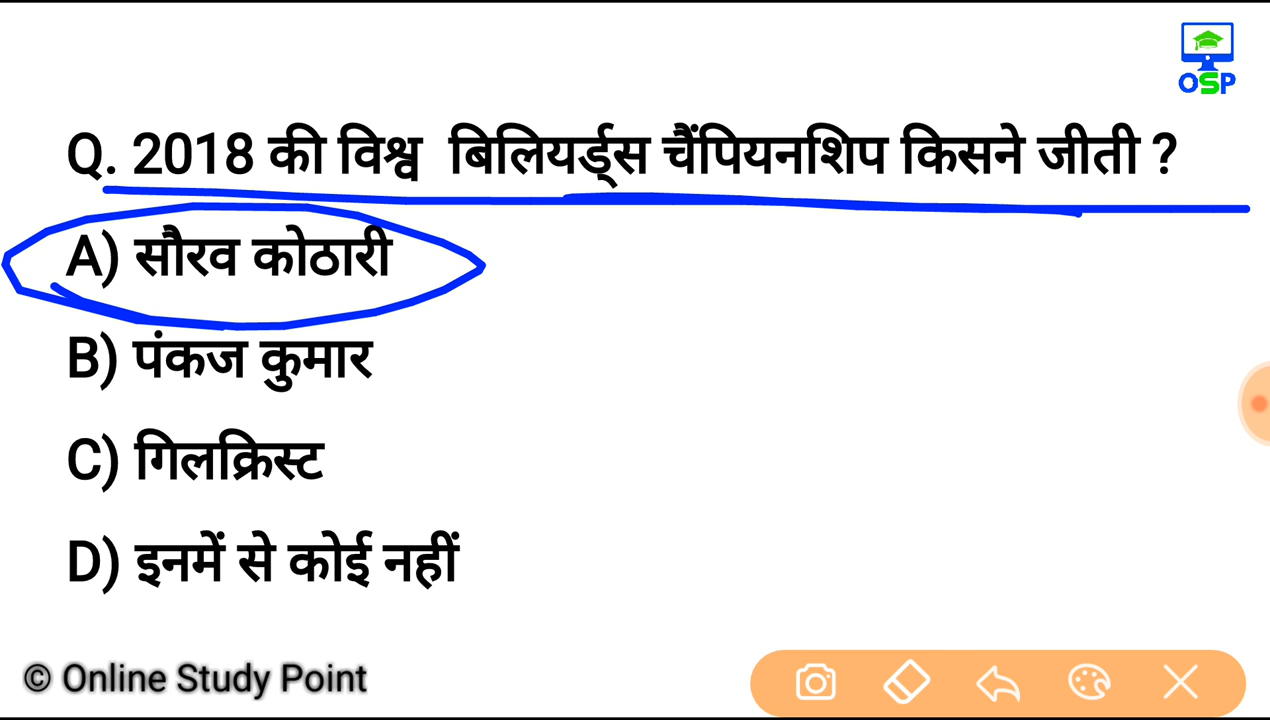 OSP
Q. 2018 की विश्व बिलियर्ड्स चैंपियनशिप किसने जीती ?
A) सौरव कोठारी
B) पंकज कुमार
C) गिलक्रिस्ट
D) इनमें से कोई नहीं
© Online Study Point